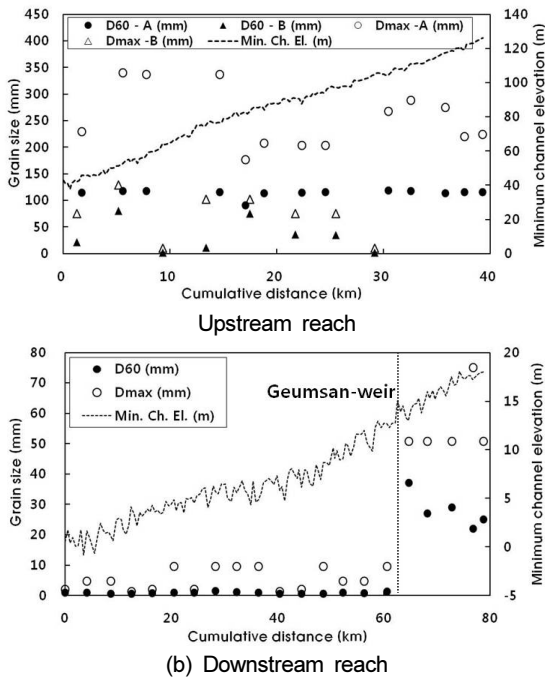 D60 - A (mm) D60 - B (mm) Dmax -A (mm)
Dmax -B (mm) Min. Ch. El. (m)
Grain size (mm)
450
400
350
300
250
200
150
100
50
0
Minimum channel elevation (m)
140
120
100
80
60
40
20
0
0 10 20 30 40
Cumulative distance (km)
Upstream reach
D60 (mm)
Dmax (mm)
Min. Ch. El. (m)
Geumsan-weir
Grain size (mm)
80
70
60
50
40
30
20
10
0
Minimum channel elevation (m)
20
15
10
5
0
-5
0 20 40 60 80
Cumulative distance (km)
(b) Downstream reach